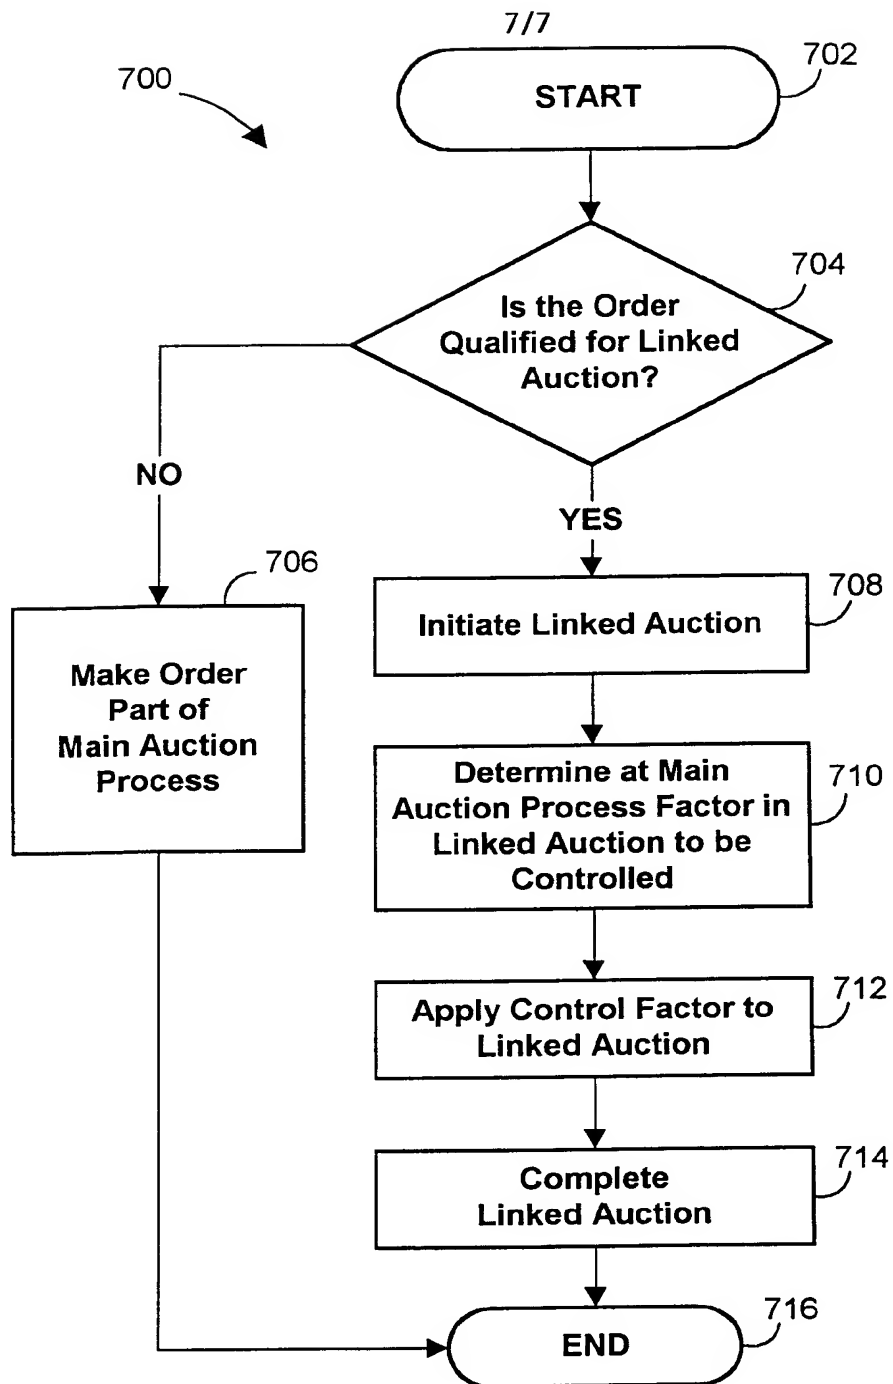 7/7
702
700
START
704
Is the Order
Qualified for Linked
Auction?
NO
YES
706
708
Initiate Linked Auction
Make Order
Part of
Main Auction
Process
710
Determine at Main
Auction Process Factor in
Linked Auction to be
Controlled
712
Apply Control Factor to
Linked Auction
714
Complete
Linked Auction
716
END